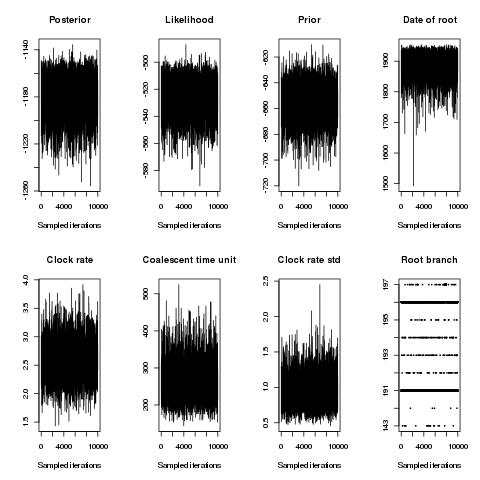 Posterior Likelihood Prior Date of root
-1260 -1220 -1180 -1140
-580 -560 -540 -520 -500
-720 -700 -680 -660 -640 -620
1500 1600 1700 1800 1900
0 4000 10000 0 4000 10000 0 4000 10000 0 4000 10000
Sampled iterations Sampled iterations Sampled iterations Sampled iterations
Clock rate Coalescent time unit Clock rate std Root branch
1.5 2.0 2.5 3.0 3.5 4.0
200 300 400 500
0.5 1.0 1.5 2.0 2.5
143 191 193 195 197
0 4000 10000 0 4000 10000 0 4000 10000 0 4000 10000
Sampled iterations Sampled iterations Sampled iterations Sampled iterations